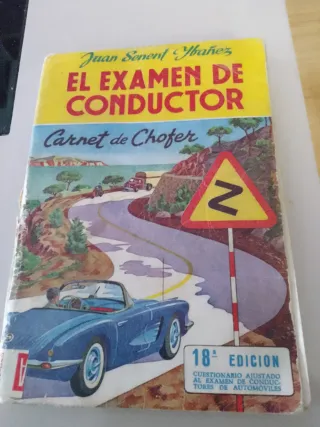 Juan Senent Ybañez
EL EXAMEN DE
CONDUCTOR
Carnet de Chofer
18ª EDICION
CUESTIONARIO AJUSTADO
AL EXAMEN DE CONDUC-
TORES DE AUTOMÓVILES